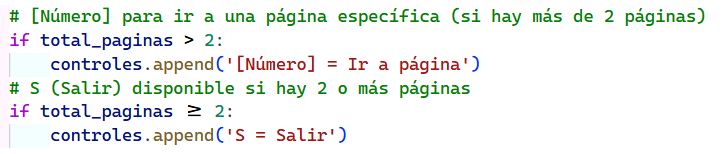 # [Número] para ir a una página específica (si hay más de 2 páginas)
if total_paginas > 2:
    controles.append('[Número] = Ir a página')
# S (Salir) disponible si hay 2 o más páginas
if total_paginas ≥ 2:
    controles.append('S = Salir')